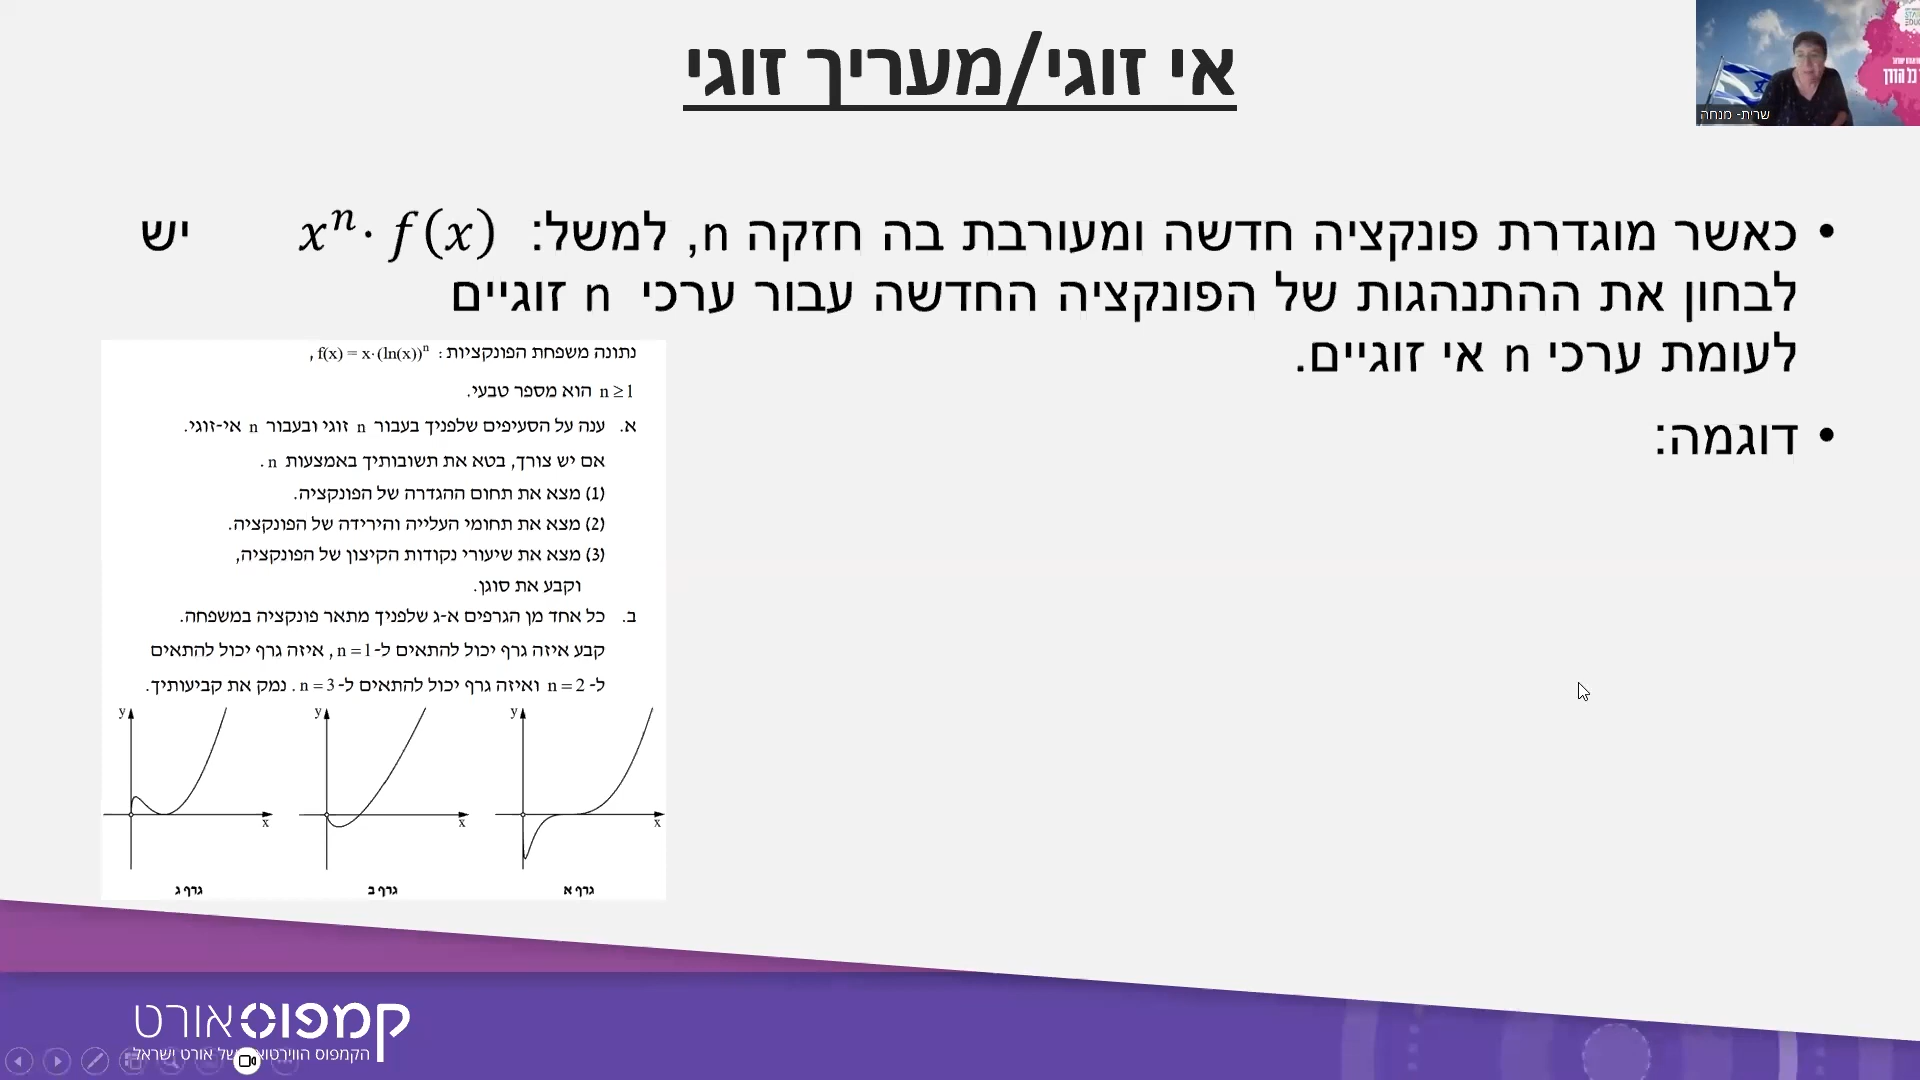 אי זוגי/מעריך זוגי
שרית- מנחה
• כאשר מוגדרת פונקציה חדשה ומעורבת בה חזקה n, למשל: xⁿ· f(x) יש
לבחון את ההתנהגות של הפונקציה החדשה עבור ערכי n זוגיים
לעומת ערכי n אי זוגיים.
• דוגמה:
נתונה משפחת הפונקציות: f(x) = x·(ln(x))ⁿ ,
n ≥ 1 הוא מספר טבעי.
א. ענה על הסעיפים שלפניך בעבור n זוגי ובעבור n אי-זוגי.
אם יש צורך, בטא את תשובותיך באמצעות n .
(1) מצא את תחום ההגדרה של הפונקציה.
(2) מצא את תחומי העלייה והירידה של הפונקציה.
(3) מצא את שיעורי נקודות הקיצון של הפונקציה,
וקבע את סוגן.
ב. כל אחד מן הגרפים א-ג שלפניך מתאר פונקציה במשפחה.
קבע איזה גרף יכול להתאים ל-n = 1 , איזה גרף יכול להתאים
ל- n = 2 ואיזה גרף יכול להתאים ל-n = 3 . נמק את קביעותיך.
y
x
גרף א
y
x
גרף ב
y
x
גרף ג
קמפוס אורט
הקמפוס הווירטוא של אורט ישראל